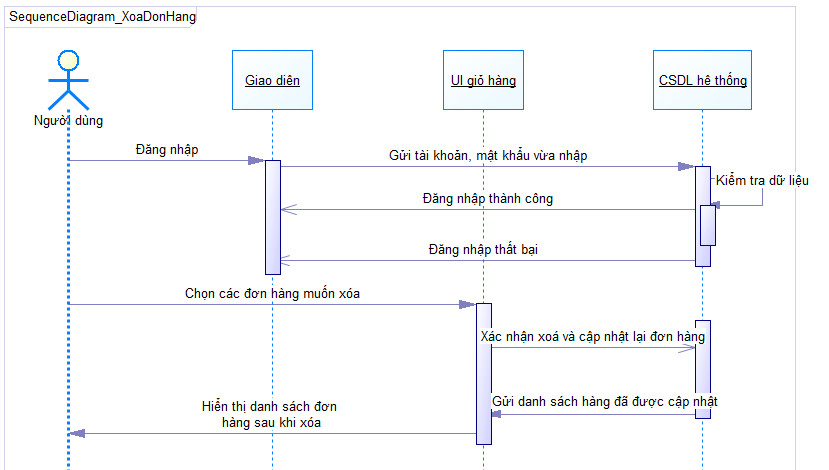 SequenceDiagram_XoaDonHang
Người dùng
Giao diên
UI giõ hàng
CSDL hê thống
Đăng nhập
Gửi tài khoản, mật khẩu vừa nhập
Kiểm tra dữ liệu
Đăng nhập thành công
Đăng nhập thất bại
Chọn các đơn hàng muốn xóa
Xác nhận xoá và cập nhật lại đơn hàng
Gửi danh sách hàng đã được cập nhật
Hiển thị danh sách đơn
hàng sau khi xóa